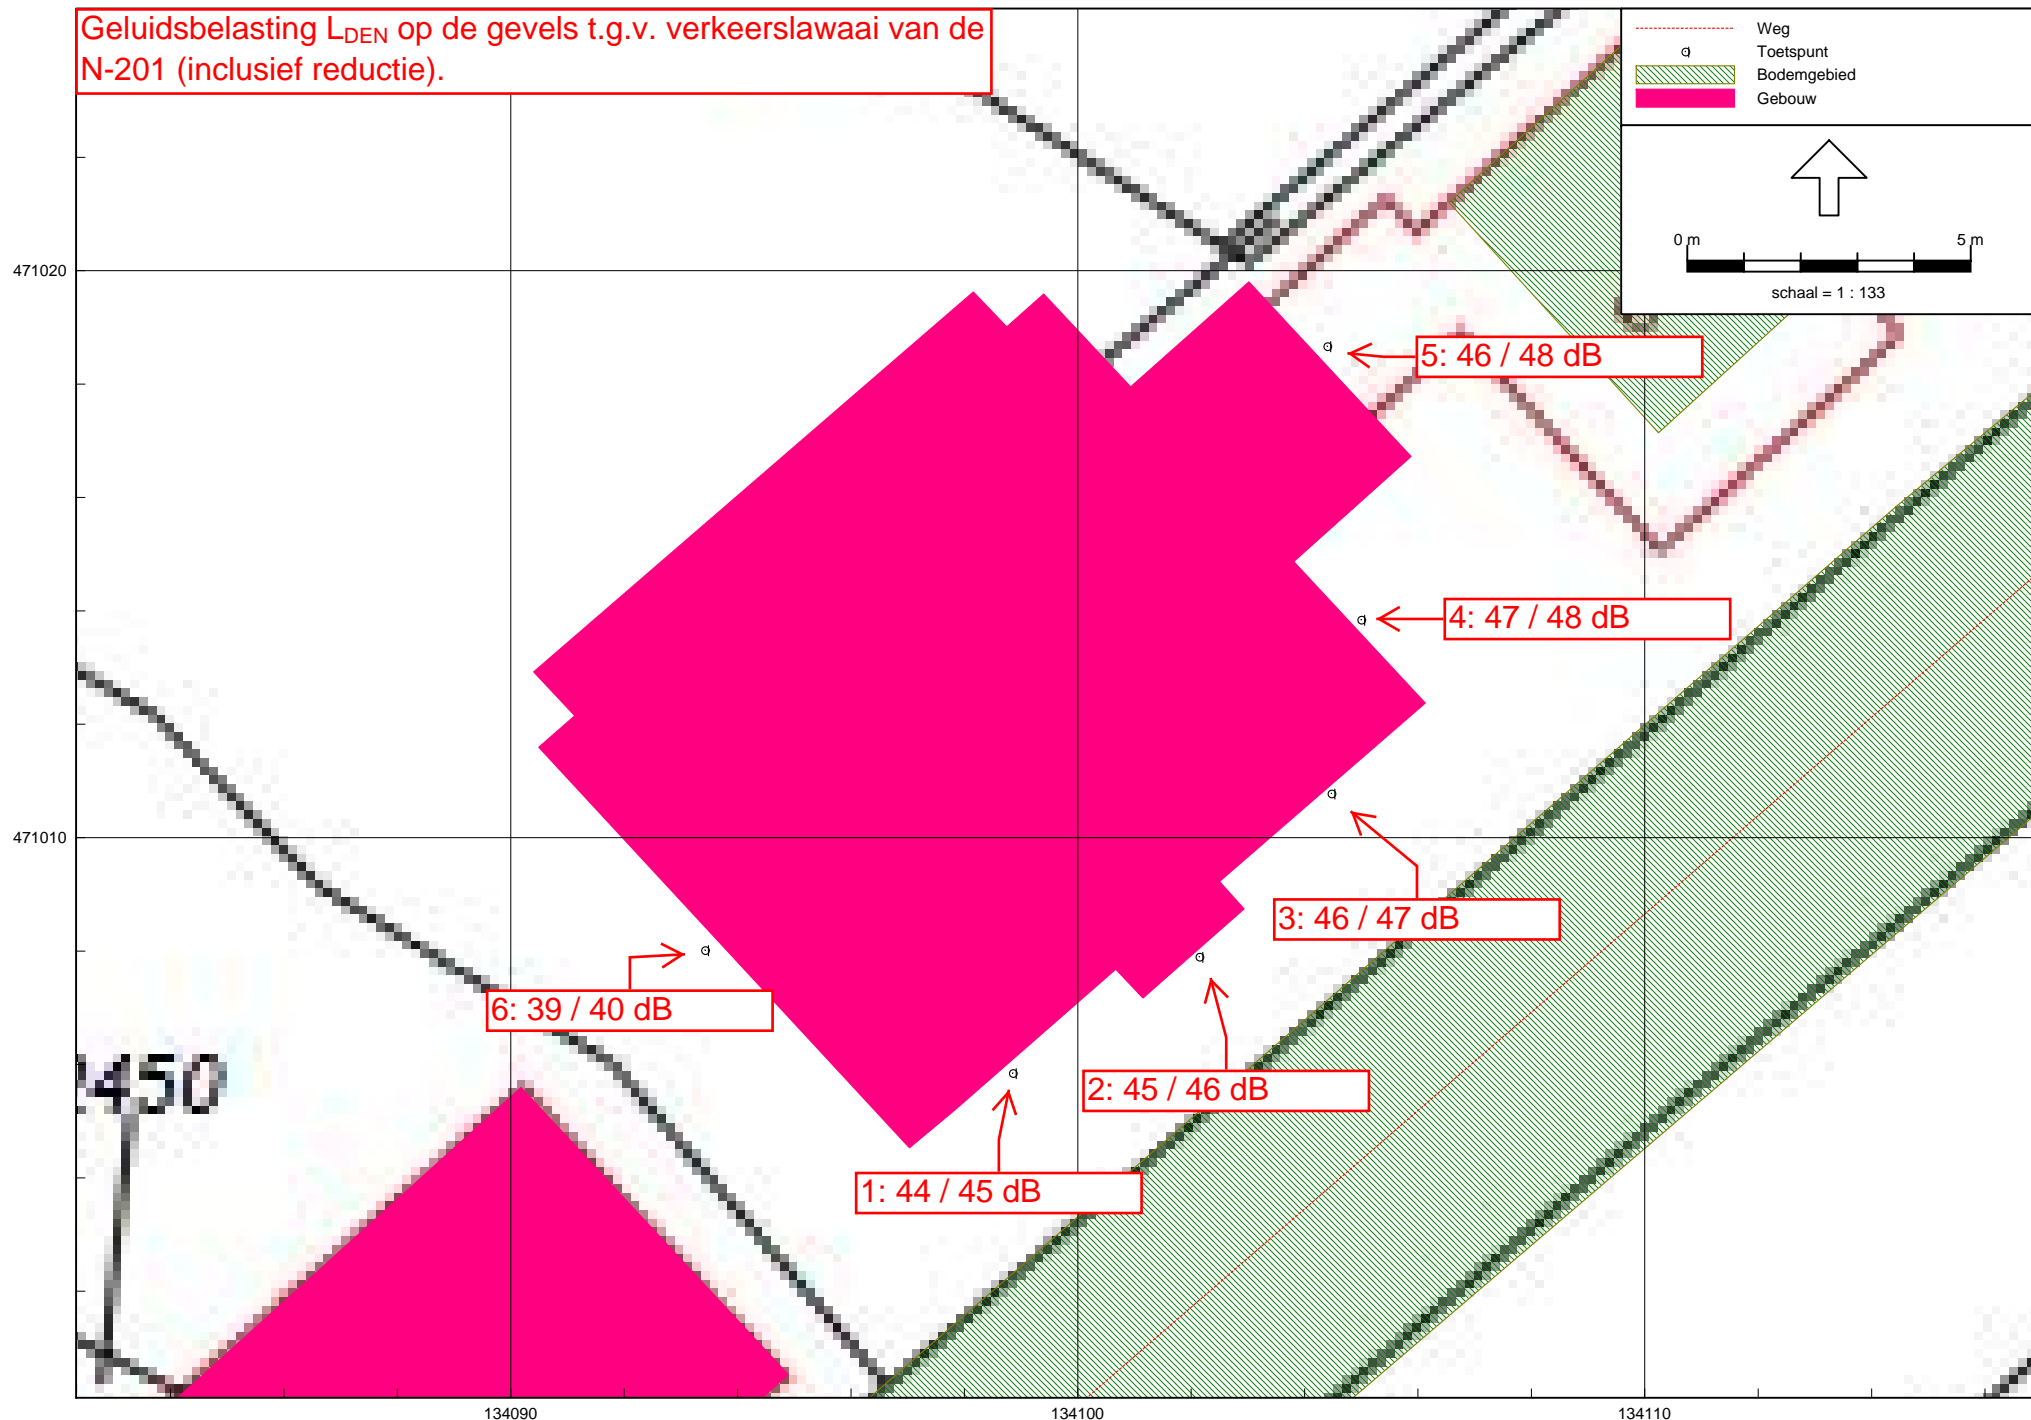 Geluidsbelasting LDEN op de gevels t.g.v. verkeerslawaai van de
N-201 (inclusief reductie).
Weg
Toetspunt
Bodemgebied
Gebouw
0 m 5 m
schaal = 1 : 133
471020
5: 46 / 48 dB
4: 47 / 48 dB
471010
3: 46 / 47 dB
6: 39 / 40 dB
2: 45 / 46 dB
450
1: 44 / 45 dB
134090 134100 134110